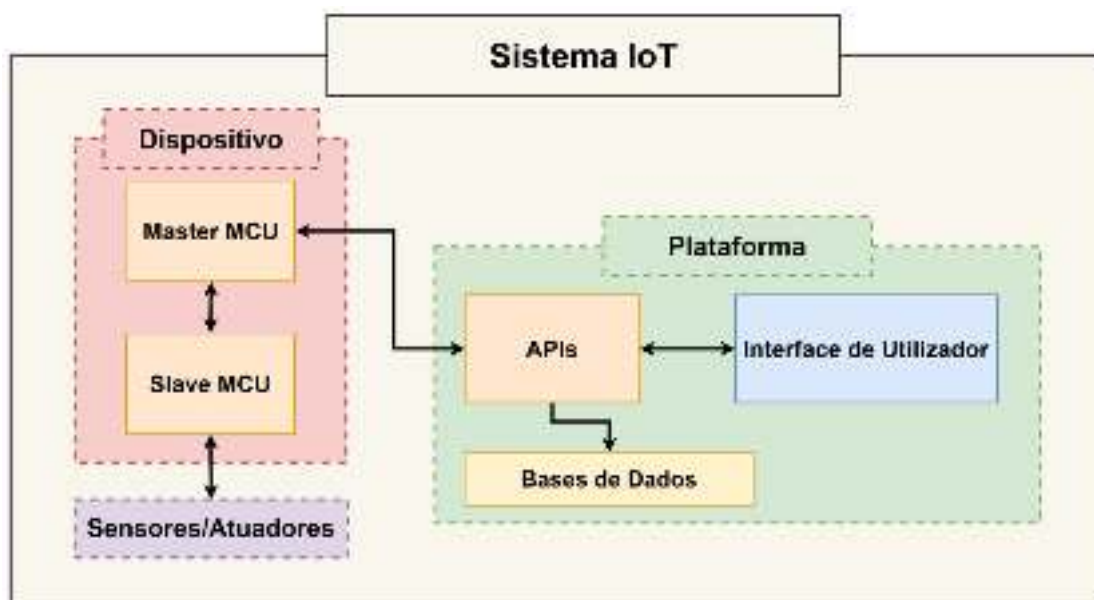 Sistema IoT
Dispositivo
Master MCU
Slave MCU
Sensores/Atuadores
Plataforma
APIs
Interface de Utilizador
Bases de Dados